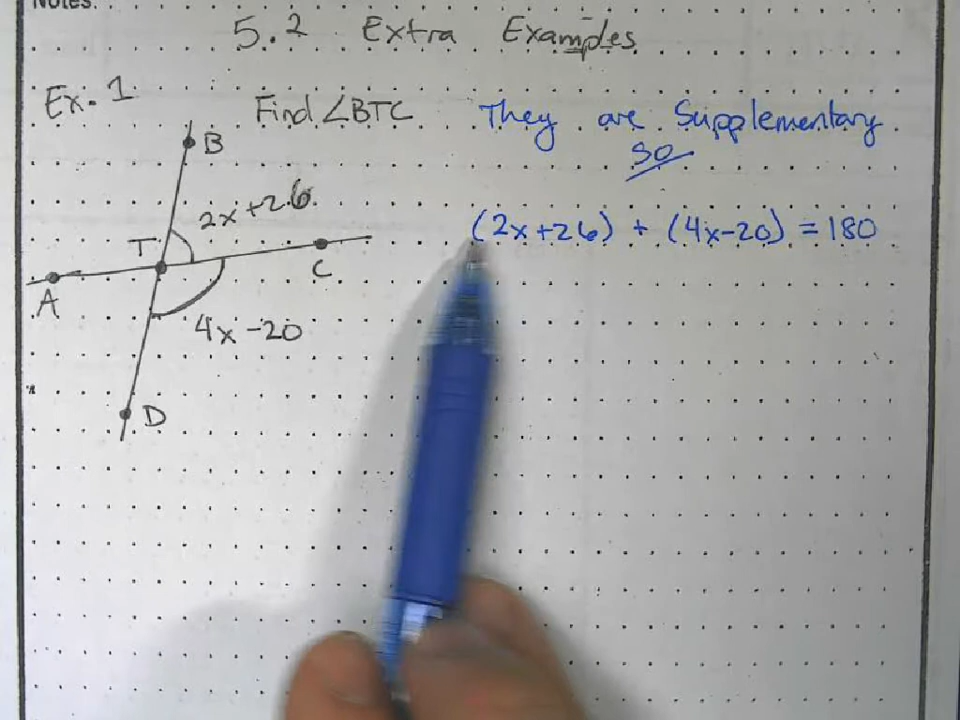 Notes:
5.2 Extra Examples
Ex. 1
Find ∠BTC They are Supplementary
so
B
2x+26
(2x+26) + (4x-20) = 180
T
C
A
4x-20
D